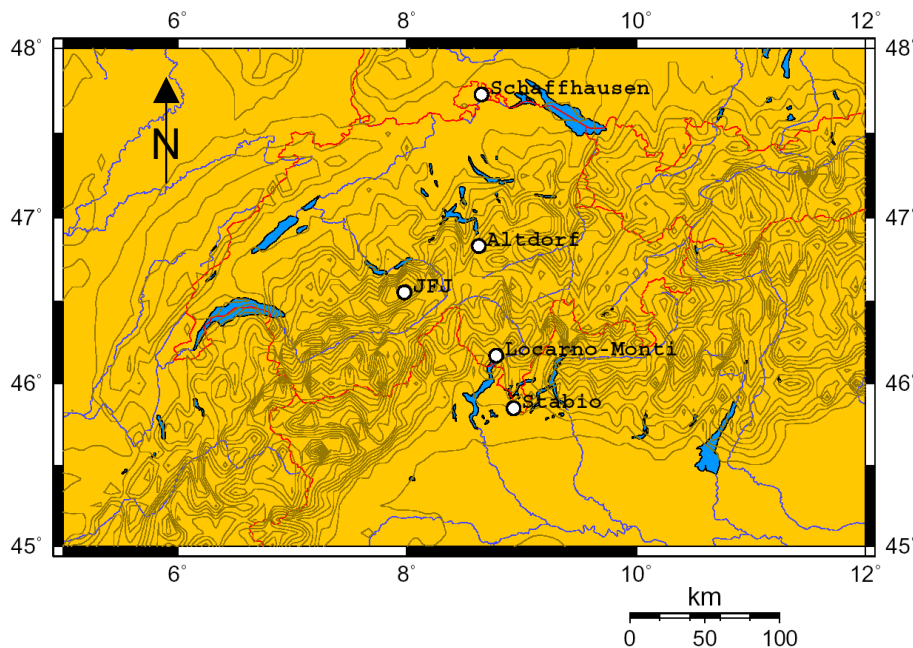 6° 8° 10° 12°
48° 48°
Schaffhausen
N
47° 47°
Altdorf
JFJ
Locarno-Monti
46° 46°
Stabio
45° 45°
6° 8° 10° 12°
km
0 50 100